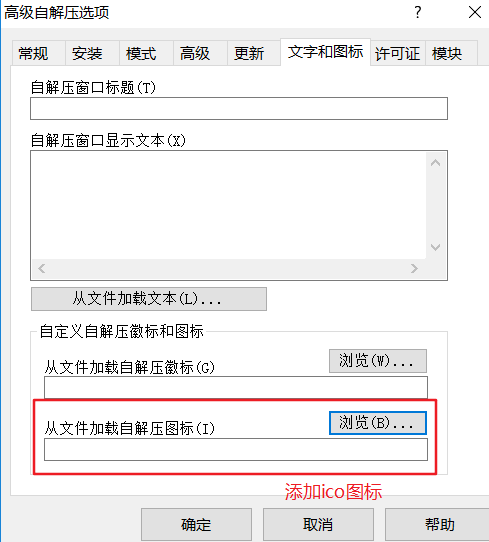 高级自解压选项
常规 安装 模式 高级 更新 文字和图标 许可证 模块
自解压窗口标题(T)
自解压窗口显示文本(X)
从文件加载文本(L)...
自定义自解压徽标和图标
从文件加载自解压徽标(G) 浏览(W)...
从文件加载自解压图标(I) 浏览(B)...
添加ico图标
确定 取消 帮助